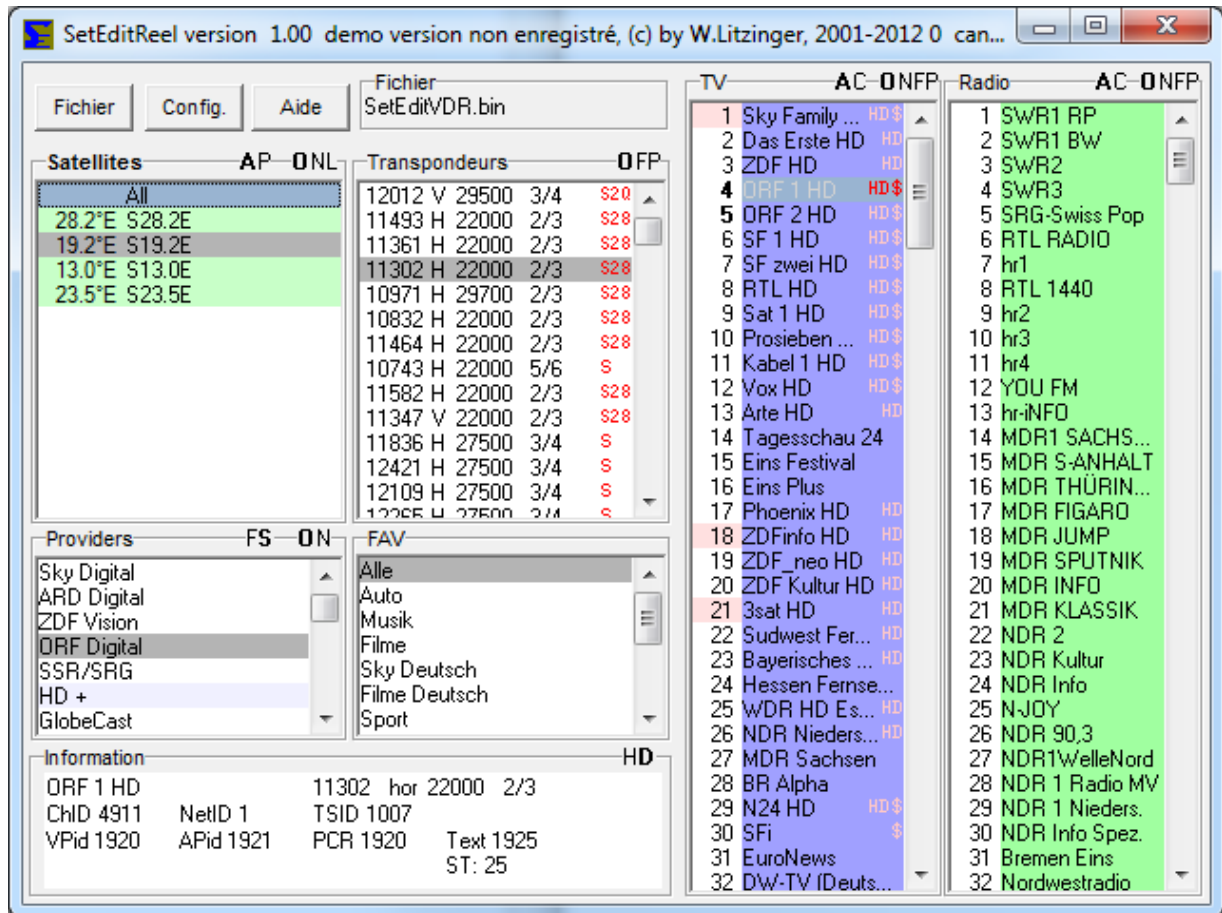 SetEditReel version 1.00 demo version non enregistré, (c) by W.Litzinger, 2001-2012 0 can...
Fichier Config. Aide
Fichier
SetEditVDR.bin
Satellites AP ONL
All
28.2°E S28.2E
19.2°E S19.2E
13.0°E S13.0E
23.5°E S23.5E
Transpondeurs OFP
12012 V 29500 3/4 S20
11493 H 22000 2/3 S28
11361 H 22000 2/3 S28
11302 H 22000 2/3 S28
10971 H 29700 2/3 S28
10832 H 22000 2/3 S28
11464 H 22000 2/3 S28
10743 H 22000 5/6 S
11582 H 22000 2/3 S28
11347 V 22000 2/3 S28
11836 H 27500 3/4 S
12421 H 27500 3/4 S
12109 H 27500 3/4 S
12265 H 27500 3/4 S
Providers FS ON
Sky Digital
ARD Digital
ZDF Vision
ORF Digital
SSR/SRG
HD +
GlobeCast
FAV
Alle
Auto
Musik
Filme
Sky Deutsch
Filme Deutsch
Sport
Information HD
ORF 1 HD 11302 hor 22000 2/3
ChID 4911 NetID 1 TSID 1007
VPid 1920 APid 1921 PCR 1920 Text 1925
ST: 25
TV AC ONFP
1 Sky Family ... HD$
2 Das Erste HD HD
3 ZDF HD HD
4 ORF 1 HD HD$
5 ORF 2 HD HD$
6 SF 1 HD HD$
7 SF zwei HD HD$
8 RTL HD HD$
9 Sat 1 HD HD$
10 Prosieben ... HD$
11 Kabel 1 HD HD$
12 Vox HD HD$
13 Arte HD HD
14 Tagesschau 24
15 Eins Festival
16 Eins Plus
17 Phoenix HD HD
18 ZDFinfo HD HD
19 ZDF_neo HD HD
20 ZDF Kultur HD HD
21 3sat HD HD
22 Sudwest Fer... HD
23 Bayerisches ... HD
24 Hessen Fernse...
25 WDR HD Es... HD
26 NDR Nieders... HD
27 MDR Sachsen
28 BR Alpha
29 N24 HD HD$
30 SFi $
31 EuroNews
32 DW-TV (Deuts...
Radio AC ONFP
1 SWR1 RP
2 SWR1 BW
3 SWR2
4 SWR3
5 SRG-Swiss Pop
6 RTL RADIO
7 hr1
8 RTL 1440
9 hr2
10 hr3
11 hr4
12 YOU FM
13 hr-iNFO
14 MDR1 SACHS...
15 MDR S-ANHALT
16 MDR THÜRIN...
17 MDR FIGARO
18 MDR JUMP
19 MDR SPUTNIK
20 MDR INFO
21 MDR KLASSIK
22 NDR 2
23 NDR Kultur
24 NDR Info
25 N-JOY
26 NDR 90,3
27 NDR1WelleNord
28 NDR 1 Radio MV
29 NDR 1 Nieders.
30 NDR Info Spez.
31 Bremen Eins
32 Nordwestradio